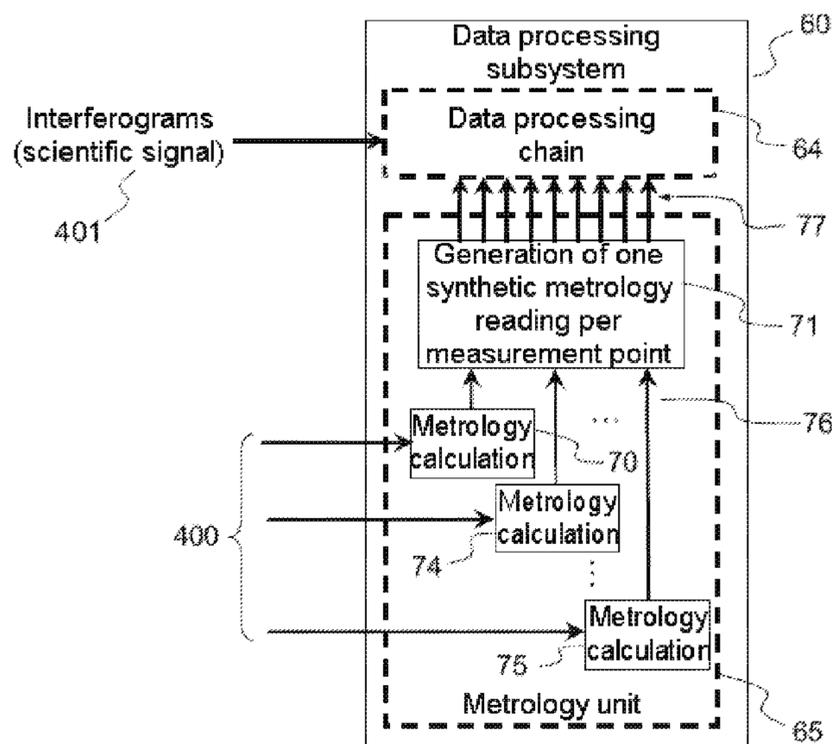 Data processing
subsystem
60
Interferograms
(scientific signal)
401
Data processing
chain
64
77
Generation of one
synthetic metrology
reading per
measurement point
71
76
...
Metrology
calculation
70
400
Metrology
calculation
74
...
Metrology
calculation
75
Metrology unit
65